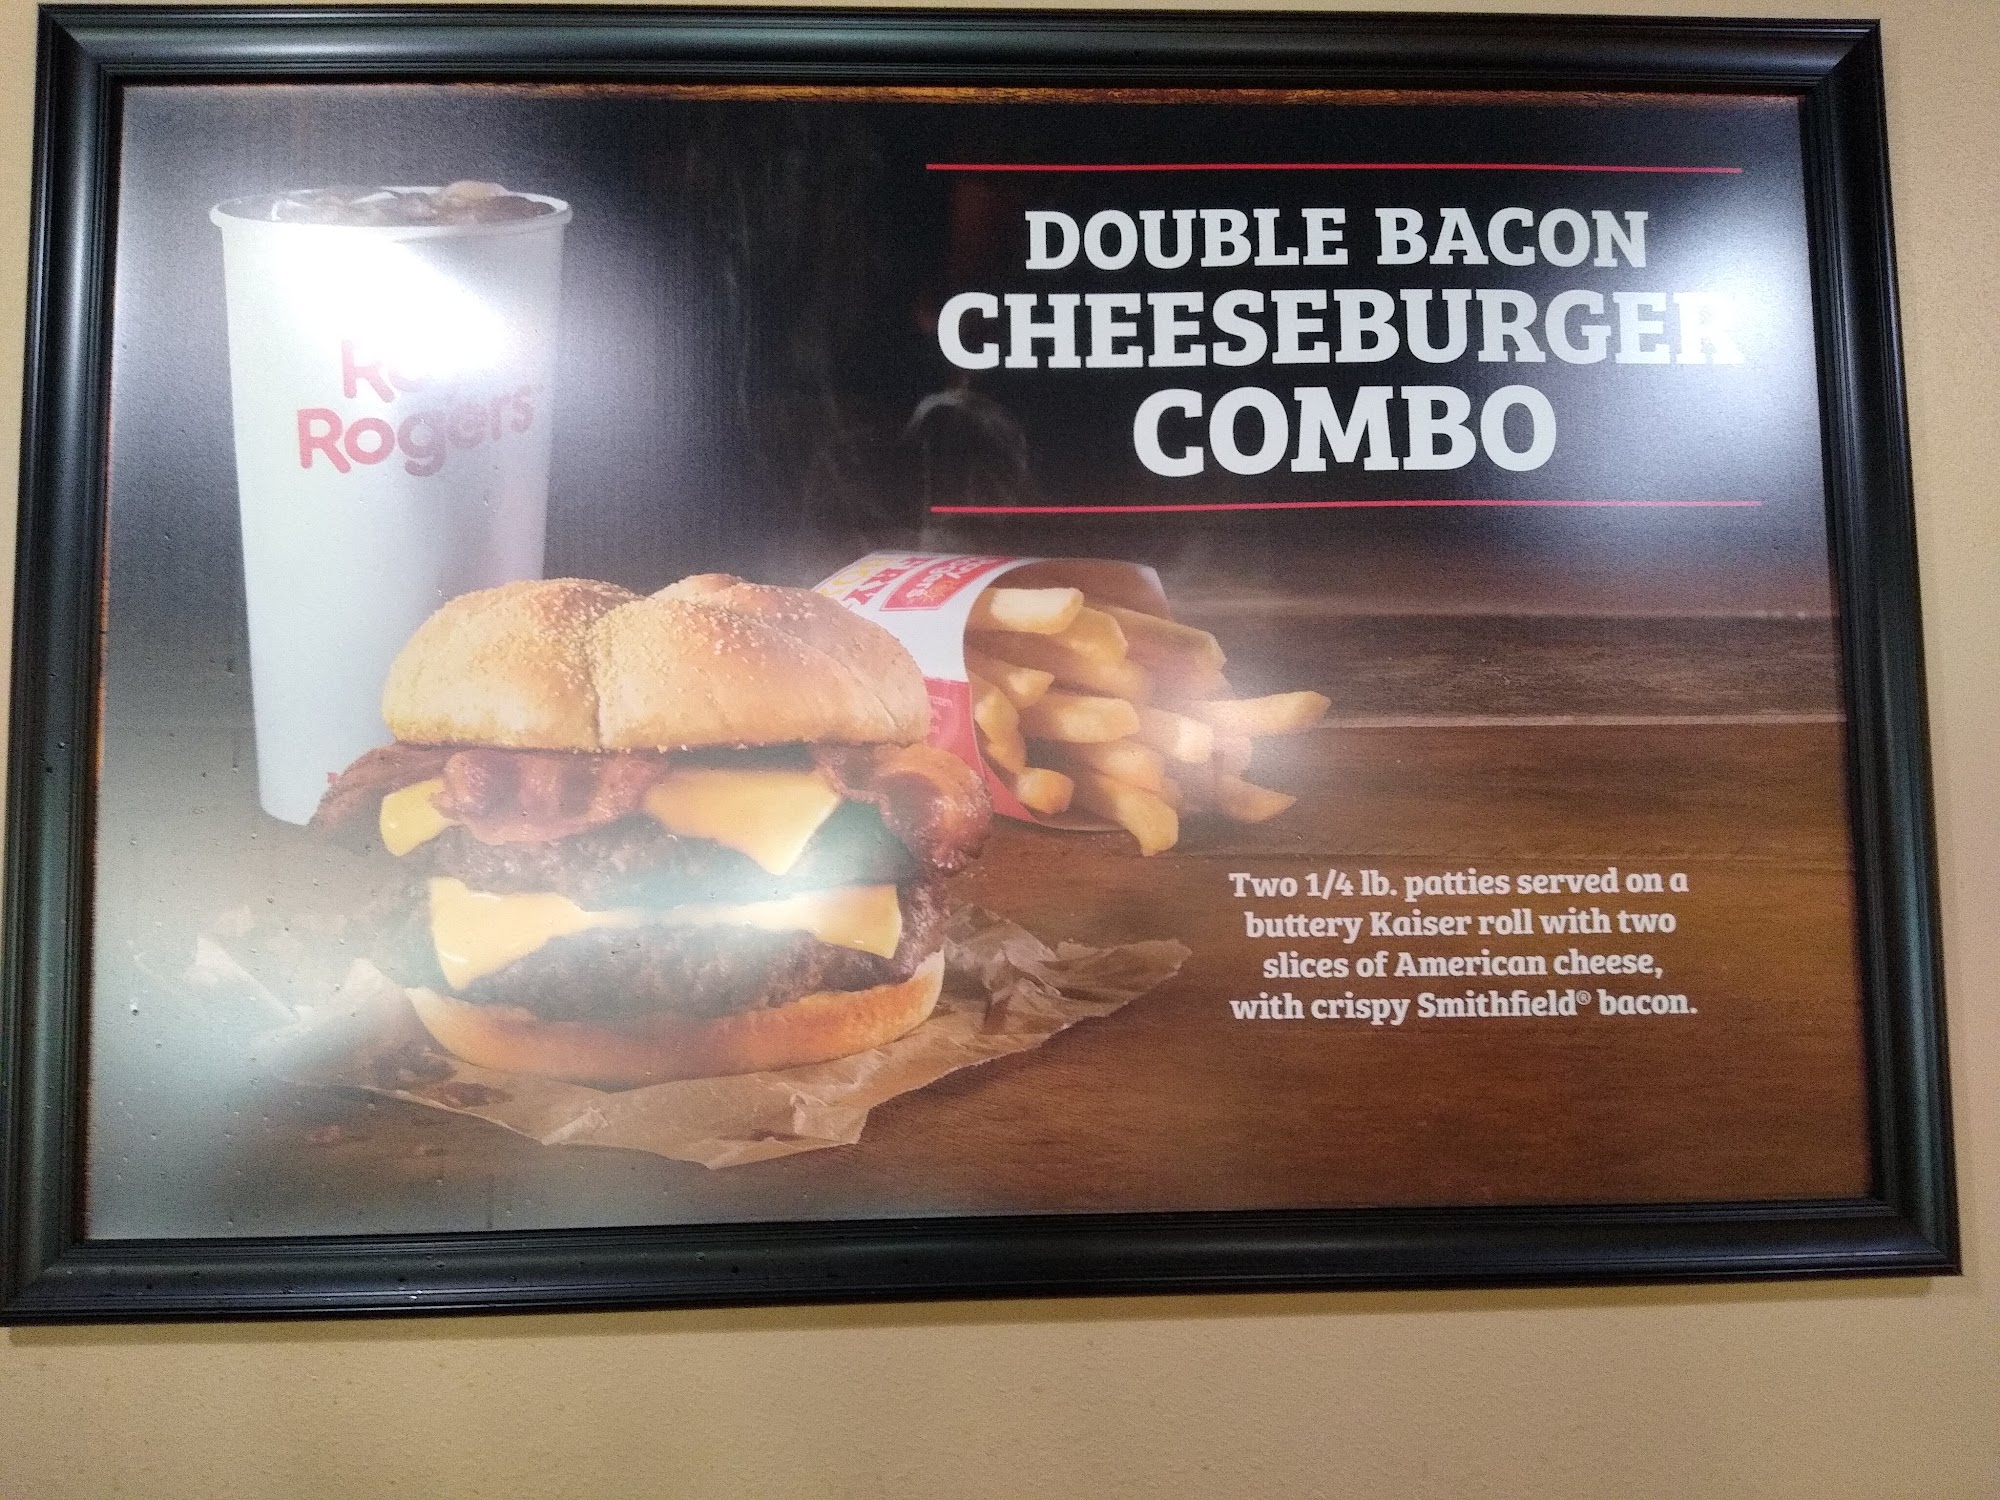 Rogers
DOUBLE BACON
CHEESEBURGER
COMBO
Two 1/4 lb. patties served on a
buttery Kaiser roll with two
slices of American cheese,
with crispy Smithfield® bacon.